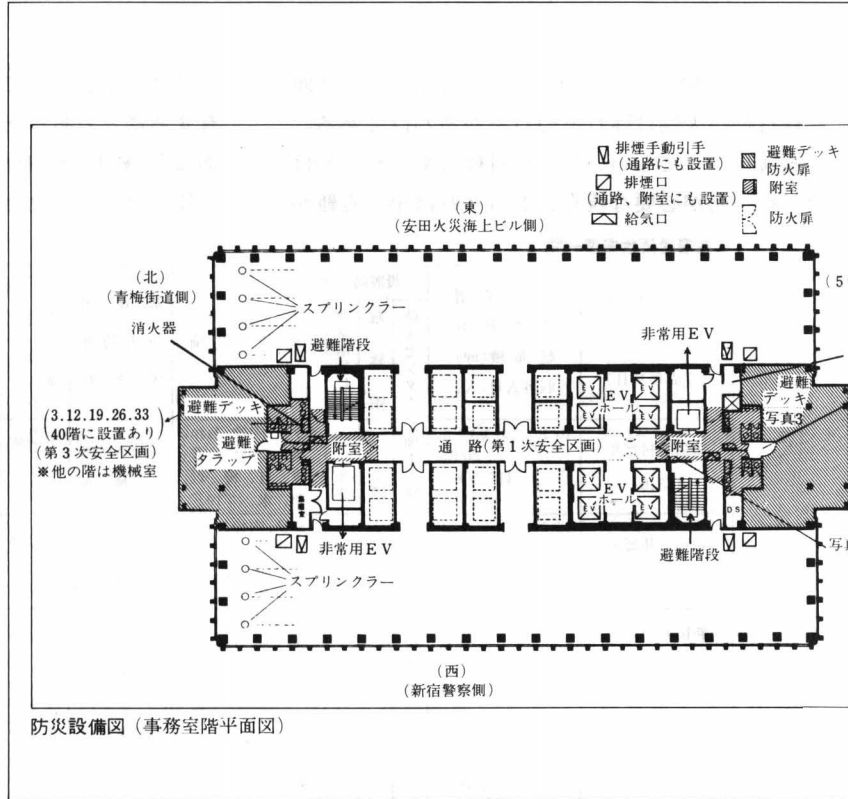 排煙手動引手
(通路にも設置)
排煙口
(通路、附室にも設置)
給気口
避難デッキ
防火扉
附室
防火扉
(東)
(安田火災海上ビル側)
(北)
(青梅街道側)
消火器
スプリンクラー
避難階段
非常用EV
(5
(3.12.19.26.33
40階に設置あり)
(第3次安全区画)
※他の階は機械室
避難デッキ
避難
タラップ
附室
通 路(第1次安全区画)
EV
ホール
EV
ホール
附室
避難
デッキ
写真3
DS
写真
非常用EV
避難階段
スプリンクラー
(西)
(新宿警察側)
防災設備図(事務室階平面図)